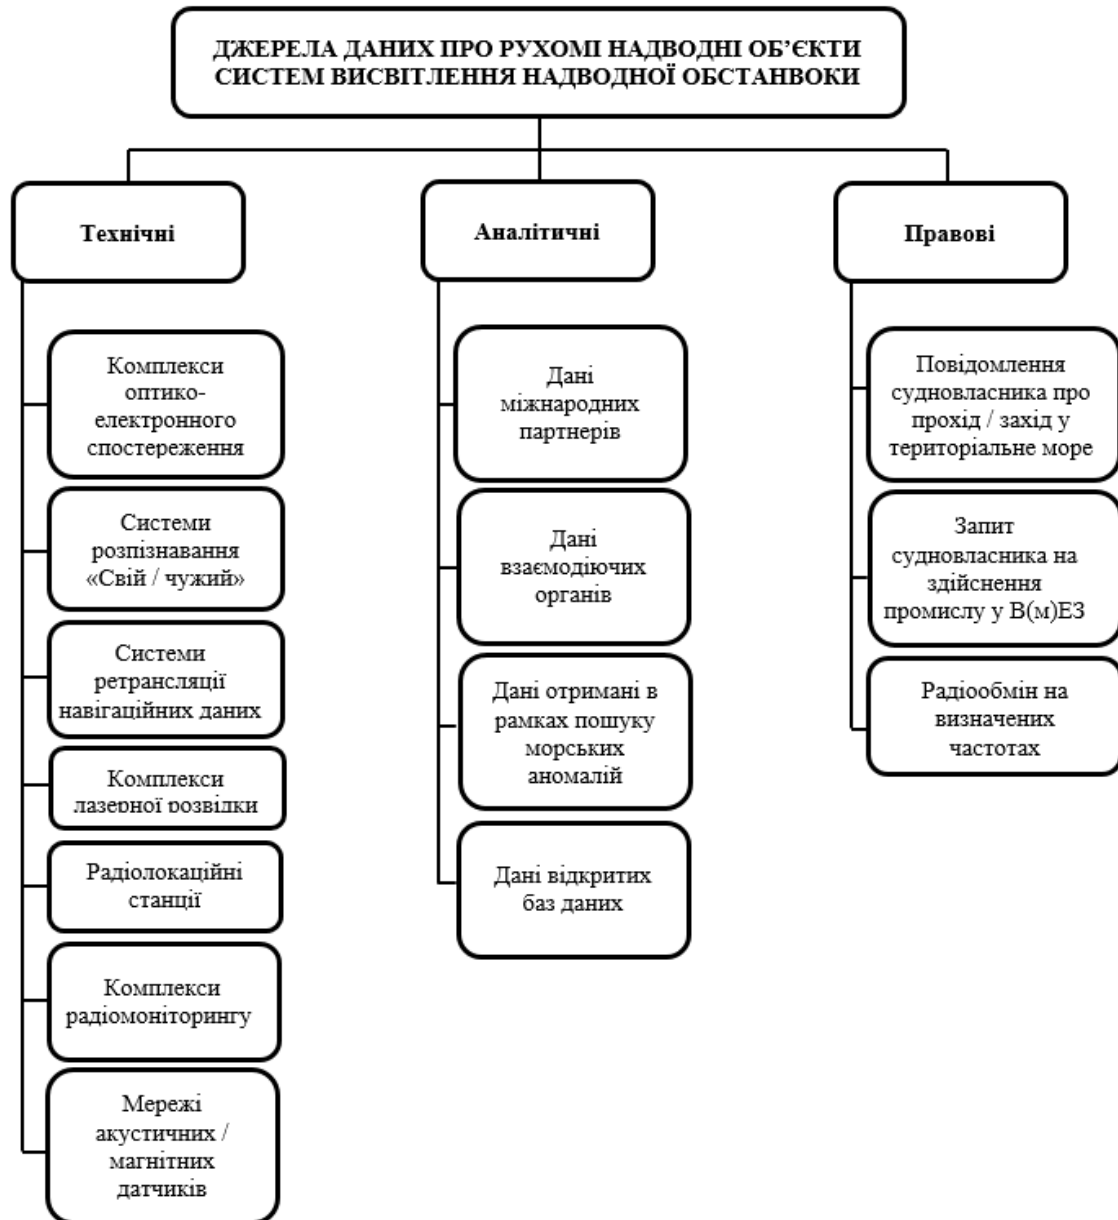 ДЖЕРЕЛА ДАНИХ ПРО РУХОМІ НАДВОДНІ ОБ’ЄКТИ
СИСТЕМ ВИСВІТЛЕННЯ НАДВОДНОЇ ОБСТАНВОКИ
Технічні
Комплекси
оптико-
електронного
спостереження
Системи
розпізнавання
«Свій / чужий»
Системи
ретрансляції
навігаційних даних
Комплекси
лазерної розвідки
Радіолокаційні
станції
Комплекси
радіомоніторингу
Мережі
акустичних /
магнітних
датчиків
Аналітичні
Дані
міжнародних
партнерів
Дані
взаємодіючих
органів
Дані отримані в
рамках пошуку
морських
аномалій
Дані відкритих
баз даних
Правові
Повідомлення
судновласника про
прохід / захід у
територіальне море
Запит
судновласника на
здійснення
промислу у В(м)ЕЗ
Радіообмін на
визначених
частотах